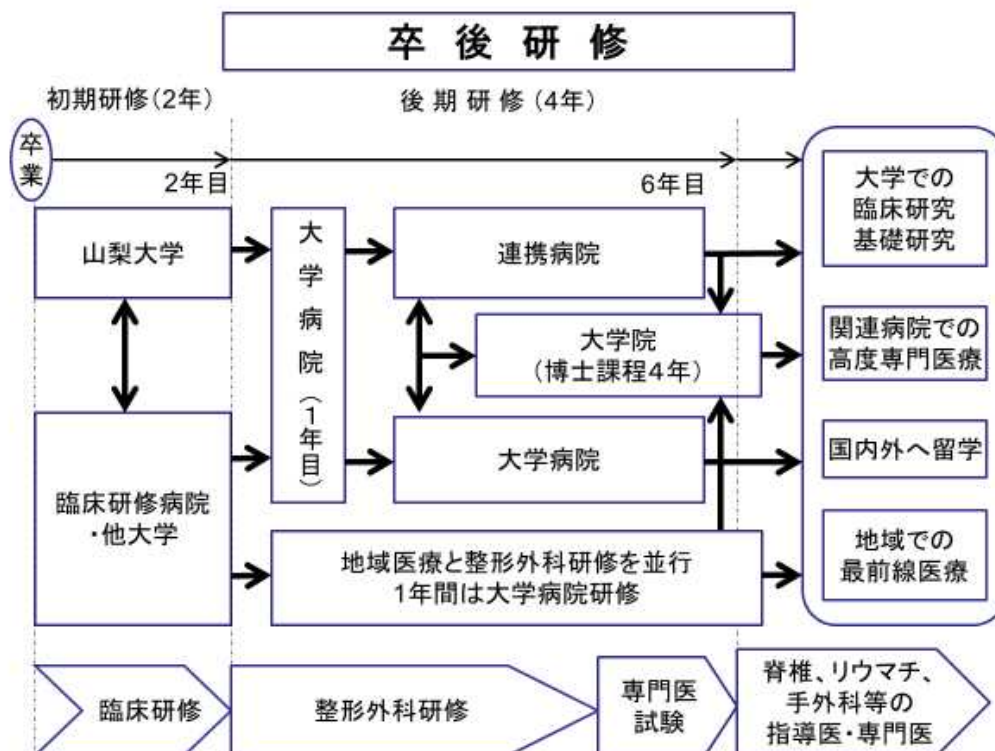 卒後研修
初期研修(2年)
後期研修(4年)
卒業
2年目
6年目
山梨大学
臨床研修病院
・他大学
大学病院(1年目)
連携病院
大学院
(博士課程4年)
大学病院
地域医療と整形外科研修を並行
1年間は大学病院研修
大学での
臨床研究
基礎研究
関連病院での
高度専門医療
国内外へ留学
地域での
最前線医療
臨床研修
整形外科研修
専門医
試験
脊椎、リウマチ、
手外科等の
指導医・専門医